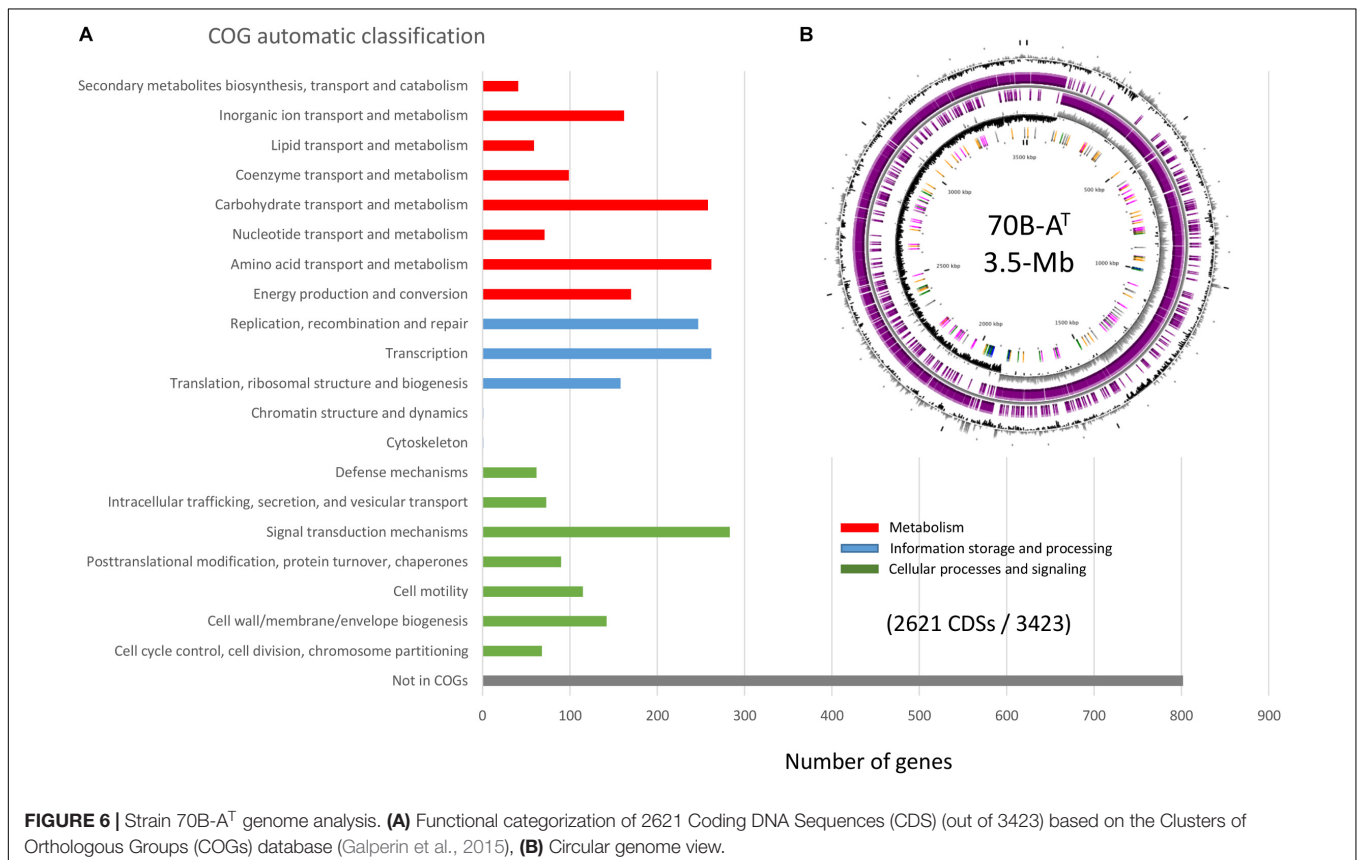 A
COG automatic classification
Secondary metabolites biosynthesis, transport and catabolism
Inorganic ion transport and metabolism
Lipid transport and metabolism
Coenzyme transport and metabolism
Carbohydrate transport and metabolism
Nucleotide transport and metabolism
Amino acid transport and metabolism
Energy production and conversion
Replication, recombination and repair
Transcription
Translation, ribosomal structure and biogenesis
Chromatin structure and dynamics
Cytoskeleton
Defense mechanisms
Intracellular trafficking, secretion, and vesicular transport
Signal transduction mechanisms
Posttranslational modification, protein turnover, chaperones
Cell motility
Cell wall/membrane/envelope biogenesis
Cell cycle control, cell division, chromosome partitioning
Not in COGs
0 100 200 300 400 500 600 700 800 900
Number of genes
B
3500 kbp
500 kbp
3000 kbp
70B-Aᵀ
3.5-Mb
1000 kbp
2500 kbp
1500 kbp
2000 kbp
Metabolism
Information storage and processing
Cellular processes and signaling
(2621 CDSs / 3423)
FIGURE 6 | Strain 70B-Aᵀ genome analysis. (A) Functional categorization of 2621 Coding DNA Sequences (CDS) (out of 3423) based on the Clusters of
Orthologous Groups (COGs) database (Galperin et al., 2015), (B) Circular genome view.